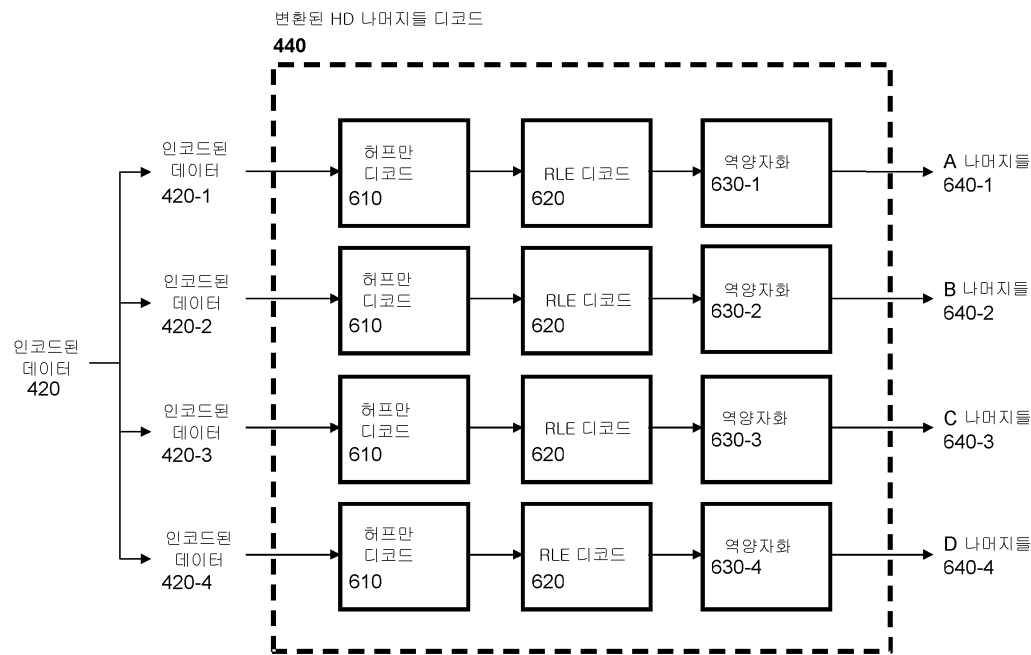 변환된 HD 나머지들 디코드
440
인코드된
데이터
420
인코드된
데이터
420-1
허프만
디코드
610
RLE 디코드
620
역양자화
630-1
A 나머지들
640-1
인코드된
데이터
420-2
허프만
디코드
610
RLE 디코드
620
역양자화
630-2
B 나머지들
640-2
인코드된
데이터
420-3
허프만
디코드
610
RLE 디코드
620
역양자화
630-3
C 나머지들
640-3
인코드된
데이터
420-4
허프만
디코드
610
RLE 디코드
620
역양자화
630-4
D 나머지들
640-4